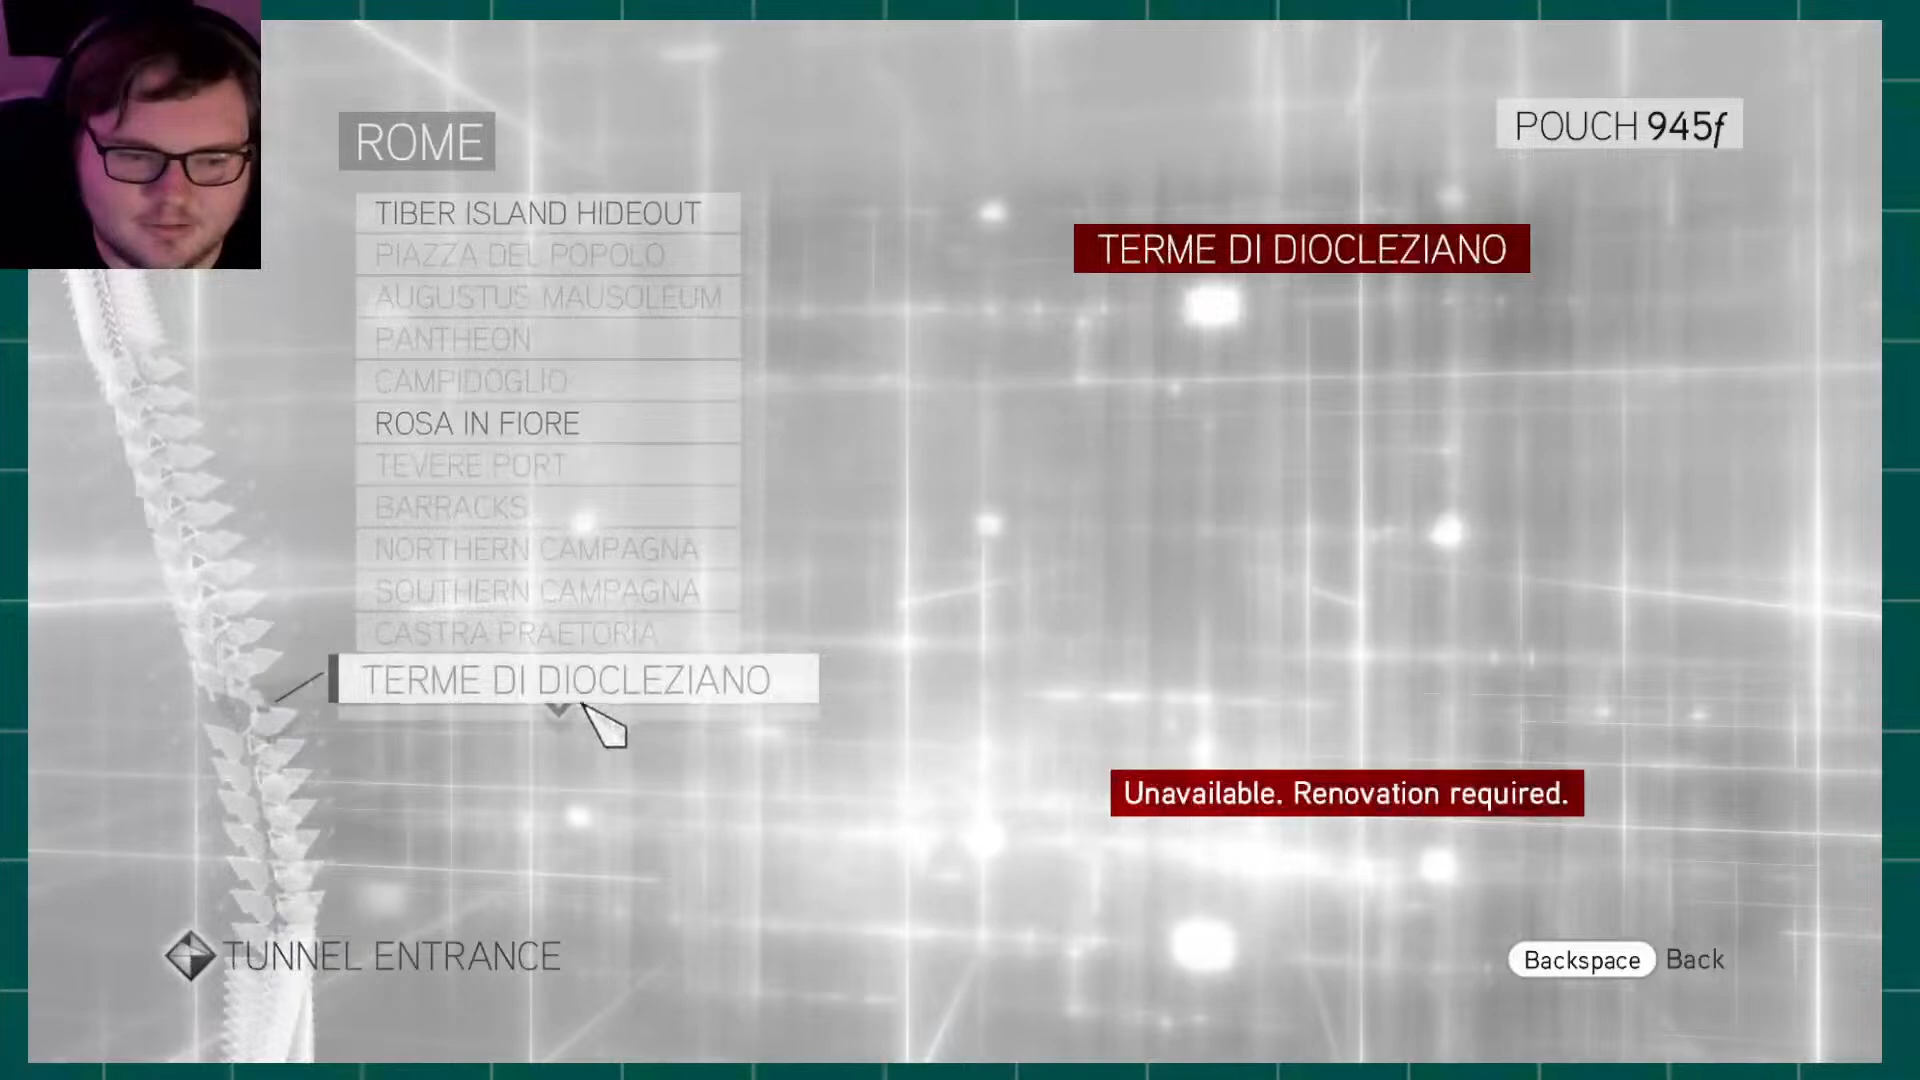 ROME
POUCH 945ƒ
TIBER ISLAND HIDEOUT
PIAZZA DEL POPOLO
AUGUSTUS MAUSOLEUM
PANTHEON
CAMPIDOGLIO
ROSA IN FIORE
TEVERE PORT
BARRACKS
NORTHERN CAMPAGNA
SOUTHERN CAMPAGNA
CASTRA PRAETORIA
TERME DI DIOCLEZIANO
TERME DI DIOCLEZIANO
Unavailable. Renovation required.
TUNNEL ENTRANCE
Backspace Back